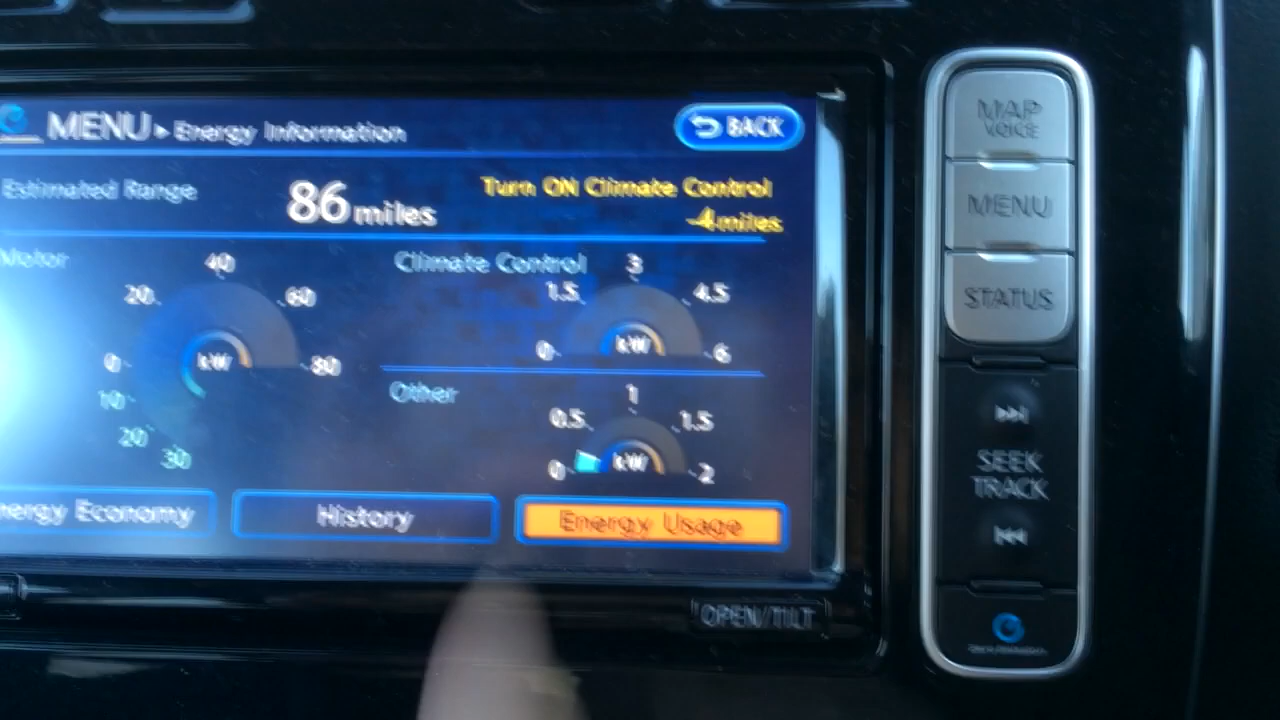 MENU ▸ Energy Information
BACK
Estimated Range
86 miles
Turn ON Climate Control
-4 miles
Motor
0
20
40
60
80
10
20
30
kW
Climate Control
0
1.5
3
4.5
6
kW
Other
0
0.5
1
1.5
2
kW
Energy Economy
History
Energy Usage
OPEN/TILT
MAP
VOICE
MENU
STATUS
SEEK
TRACK